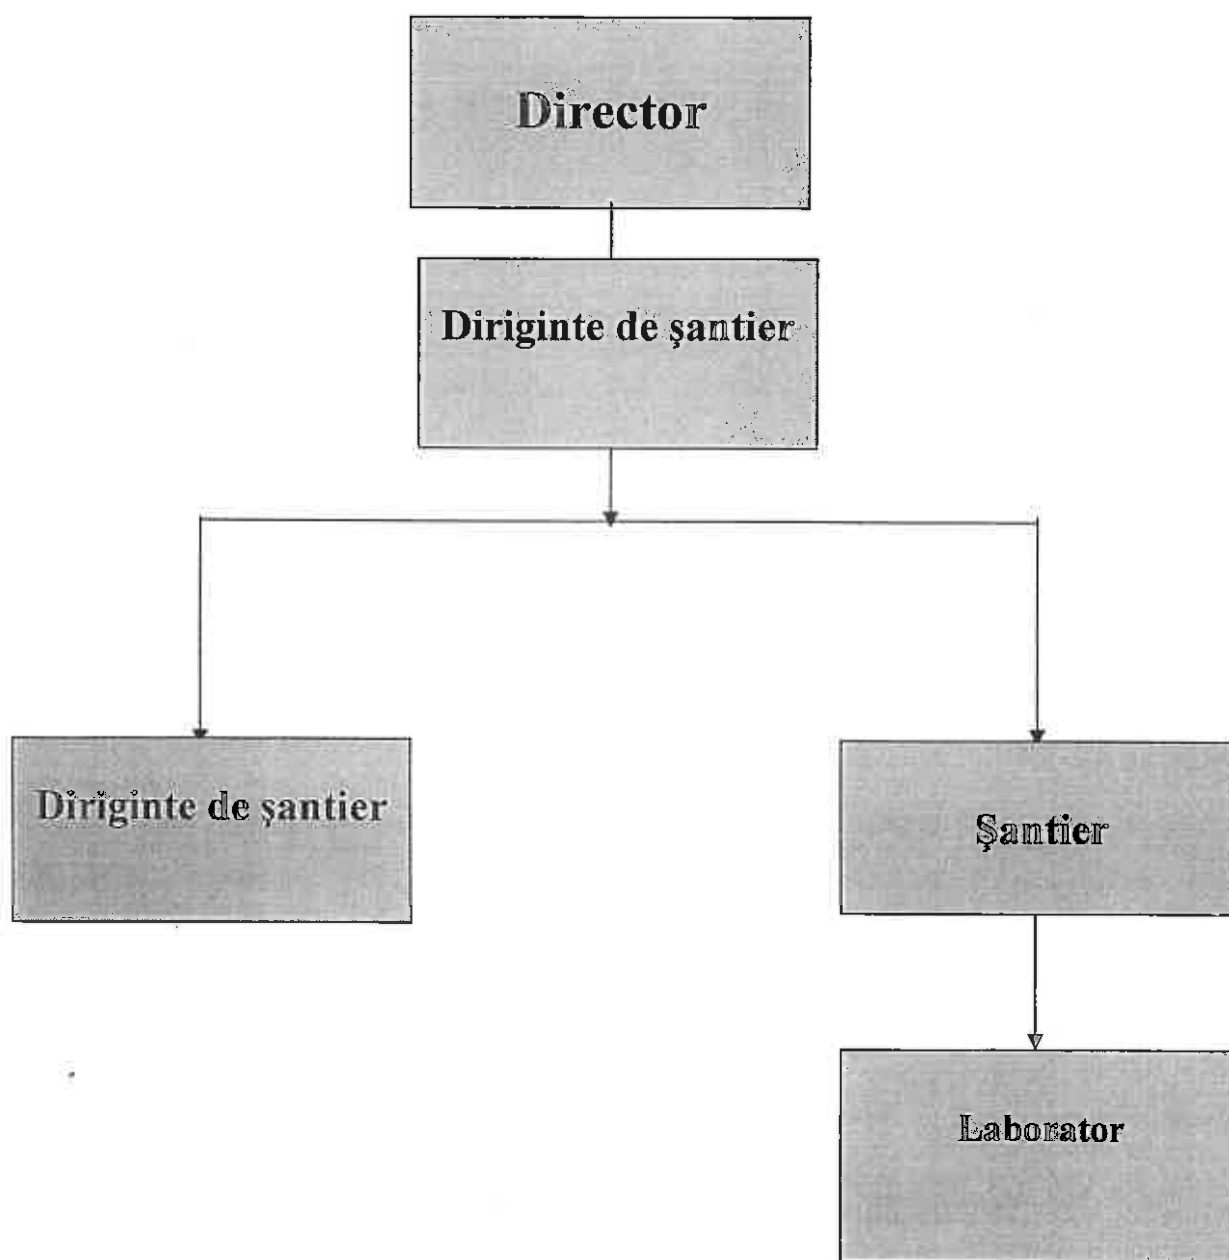 Director
Diriginte de şantier
Diriginte de şantier
Şantier
Laborator